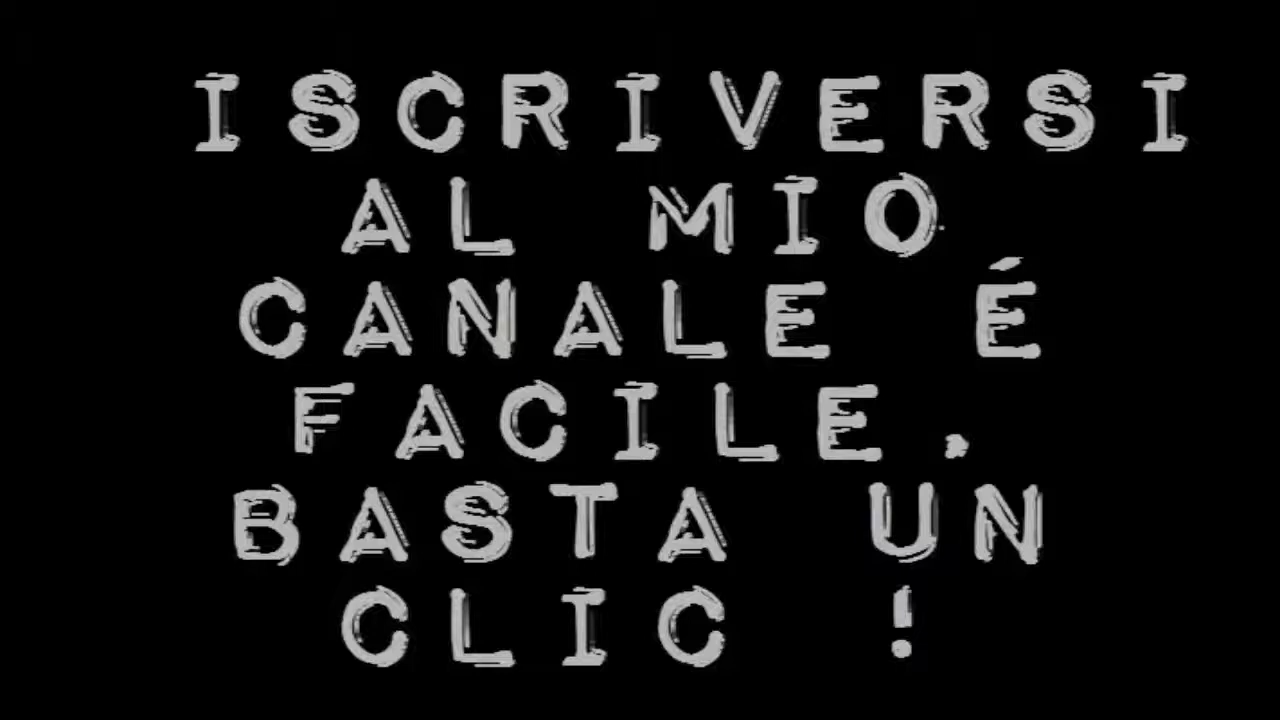 ISCRIVERSI
AL MIO
CANALE É
FACILE.
BASTA UN
CLIC !